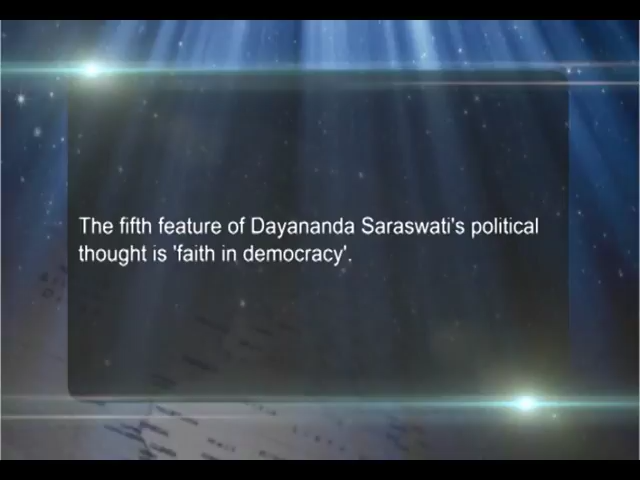 The fifth feature of Dayananda Saraswati's political
thought is 'faith in democracy'.